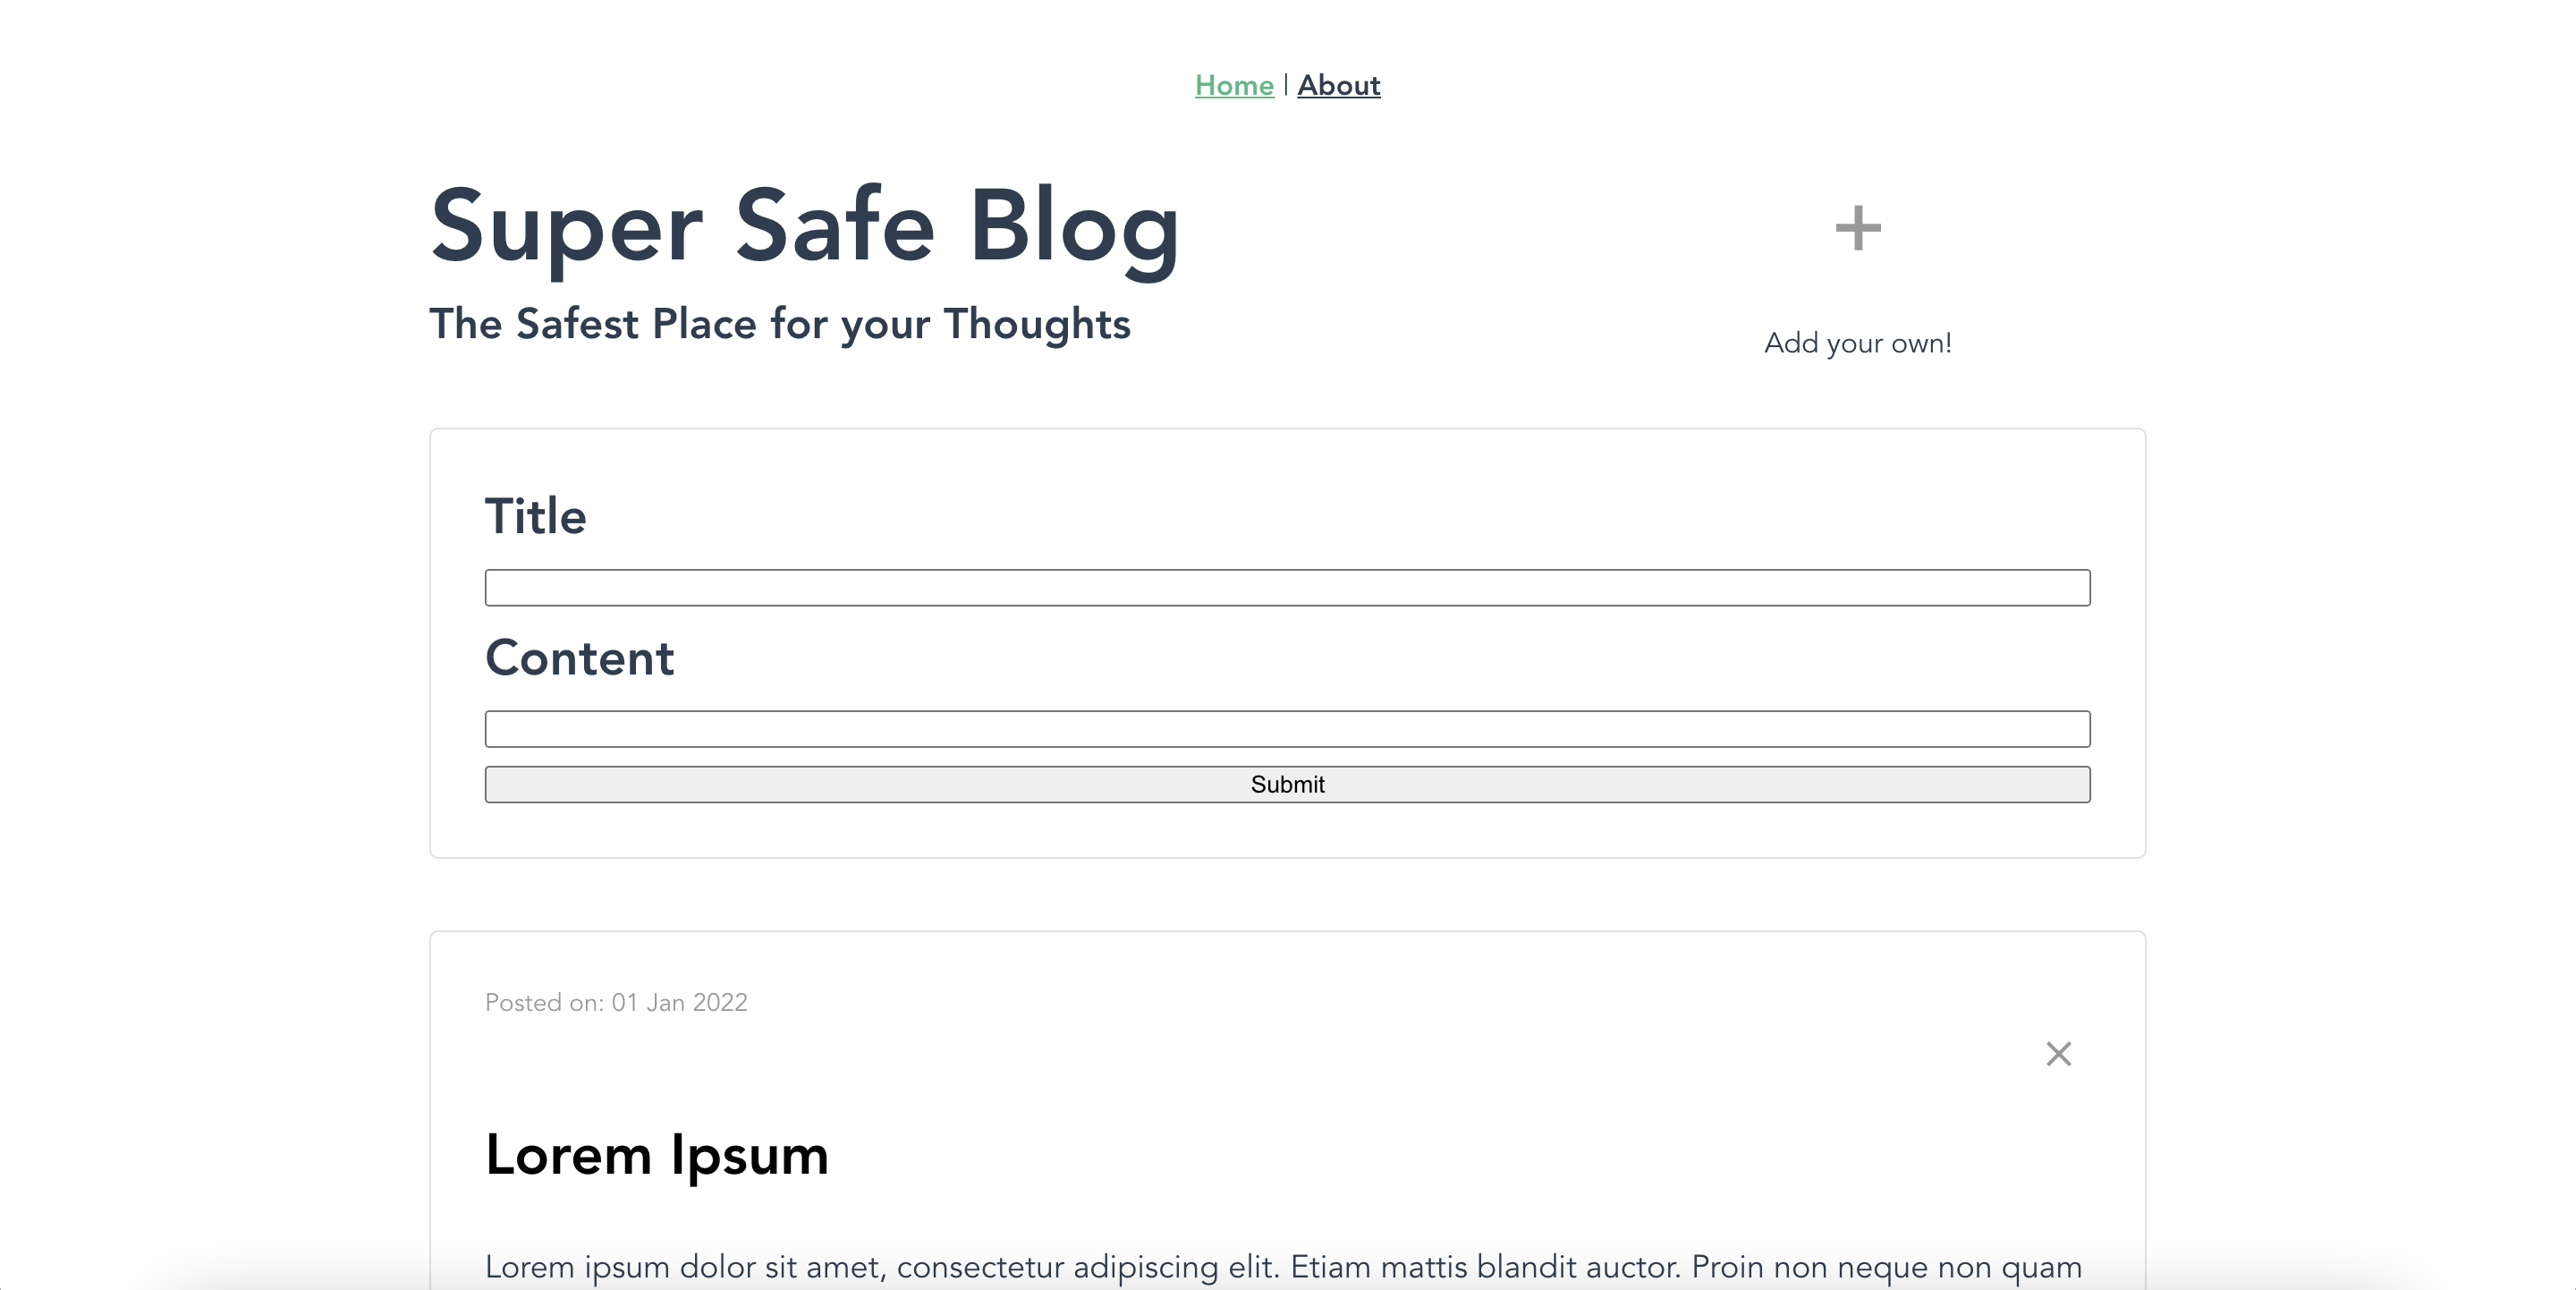 Home | About
Super Safe Blog
The Safest Place for your Thoughts
Add your own!
Title
Content
Submit
Posted on: 01 Jan 2022
Lorem Ipsum
Lorem ipsum dolor sit amet, consectetur adipiscing elit. Etiam mattis blandit auctor. Proin non neque non quam